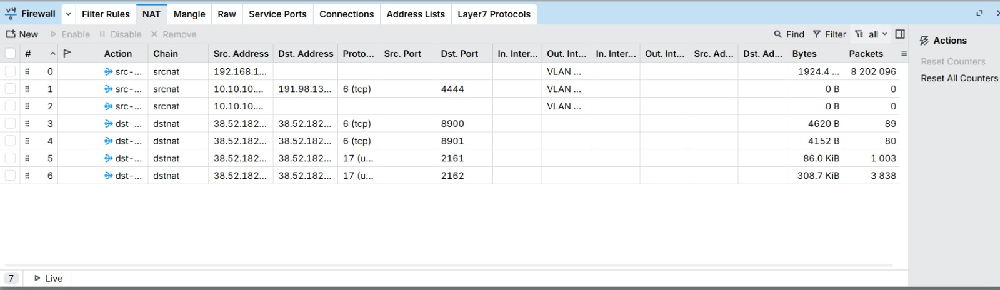 v4 Firewall Filter Rules NAT Mangle Raw Service Ports Connections Address Lists Layer7 Protocols
New Enable Disable Remove Find Filter all
Actions
Reset Counters
Reset All Counters
# Action Chain Src. Address Dst. Address Proto... Src. Port Dst. Port In. Inter... Out. Int... In. Inter... Out. Int... Src. Ad... Dst. Ad... Bytes Packets
0 src-... srcnat 192.168.1... VLAN ... 1924.4 ... 8 202 096
1 src-... srcnat 10.10.10.... 191.98.13... 6 (tcp) 4444 VLAN ... 0 B 0
2 src-... srcnat 10.10.10.... VLAN ... 0 B 0
3 dst-... dstnat 38.52.182... 38.52.182... 6 (tcp) 8900 4620 B 89
4 dst-... dstnat 38.52.182... 38.52.182... 6 (tcp) 8901 4152 B 80
5 dst-... dstnat 38.52.182... 38.52.182... 17 (u... 2161 86.0 KiB 1 003
6 dst-... dstnat 38.52.182... 38.52.182... 17 (u... 2162 308.7 KiB 3 838
7 Live